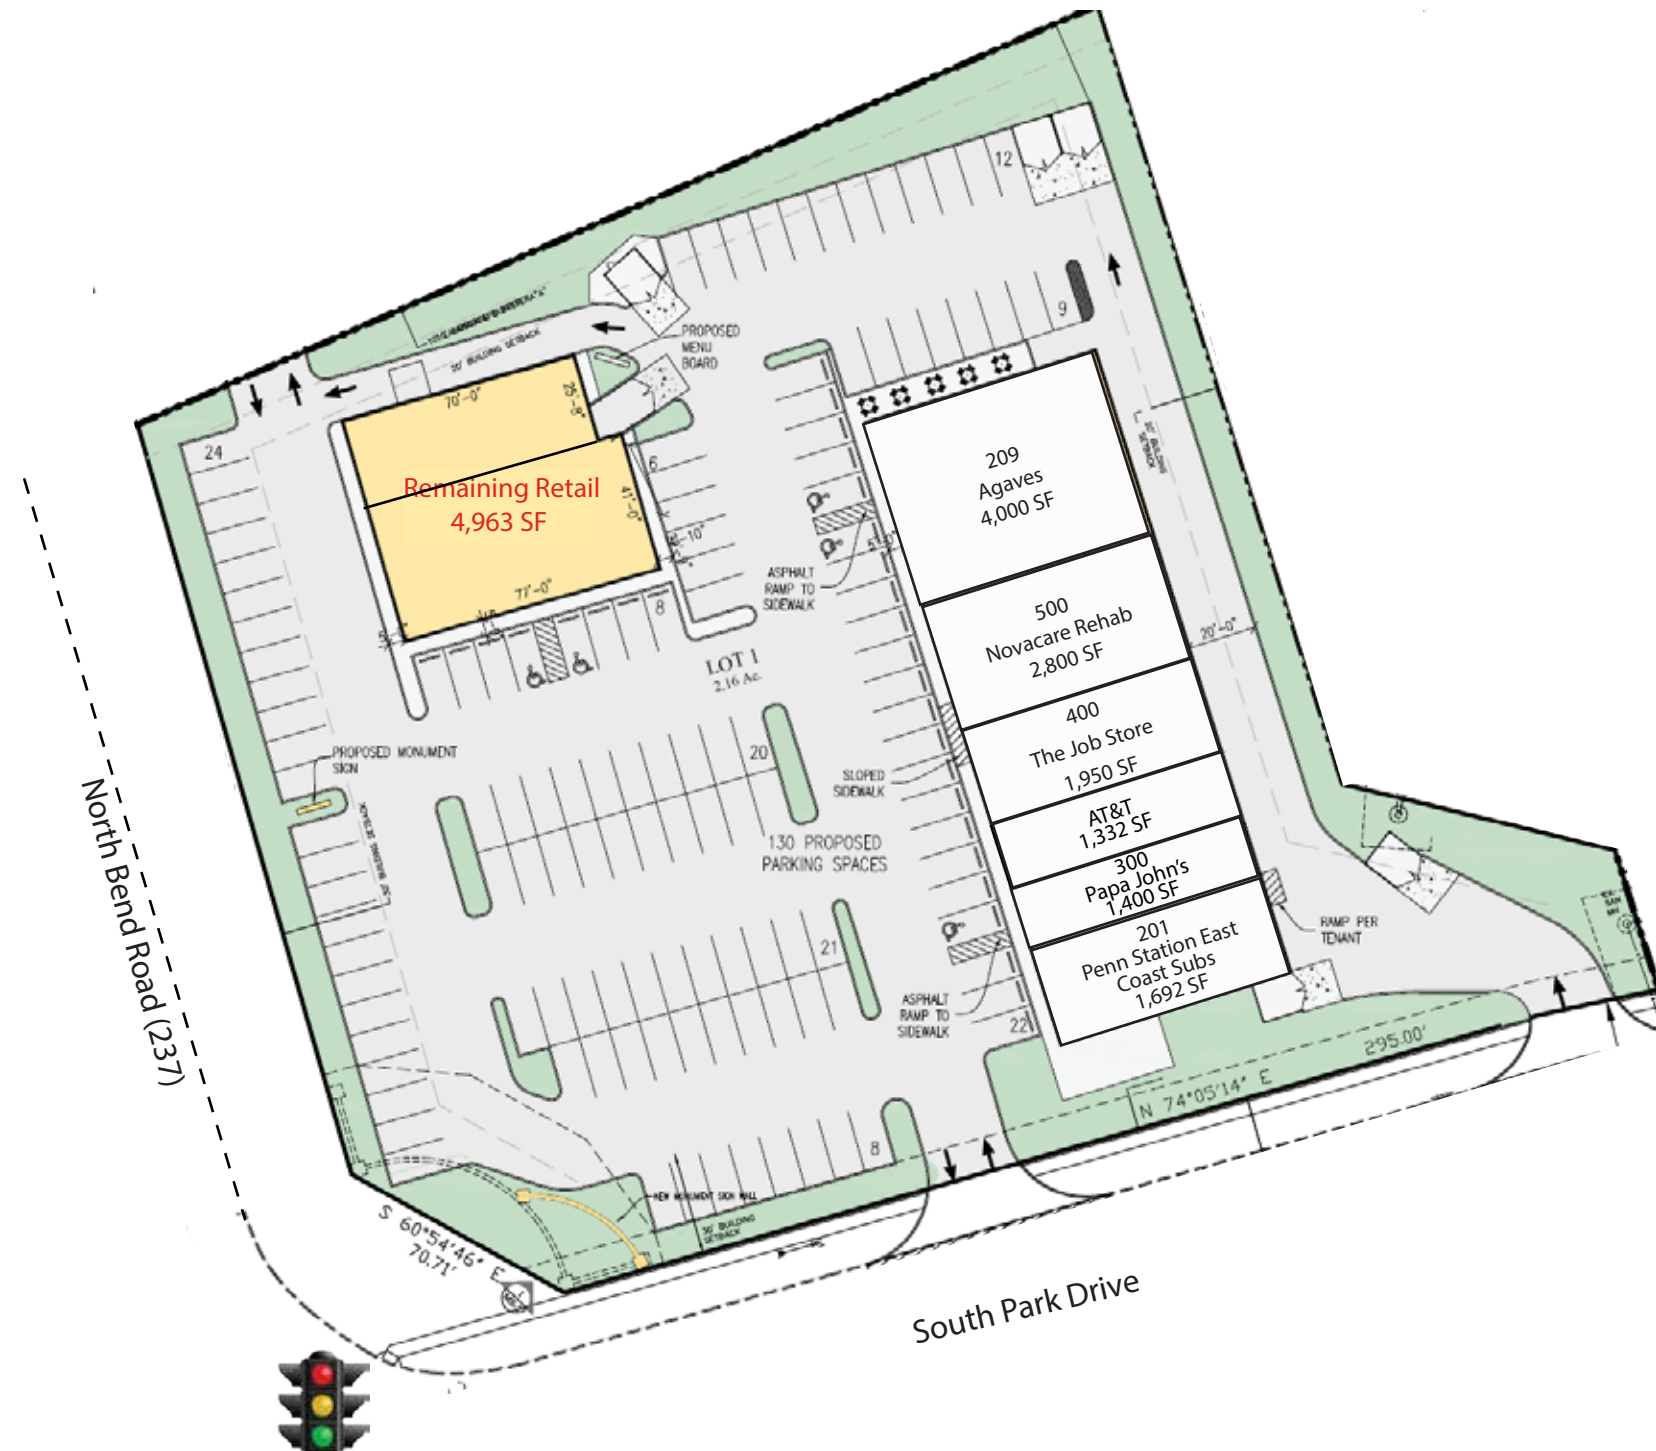 12
9
PROPOSED
MENU
BOARD
30' BUILDING SETBACK
70'-0"
25'-8"
24
Remaining Retail
4,963 SF
6
41'-0"
77'-0"
8
209
Agaves
4,000 SF
ASPHALT
RAMP TO
SIDEWALK
500
Novacare Rehab
2,800 SF
20' BUILDING
SETBACK
20'-0"
LOT 1
2.16 Ac.
400
The Job Store
1,950 SF
PROPOSED MONUMENT
SIGN
20
SLOPED
SIDEWALK
AT&T
1,332 SF
130 PROPOSED
PARKING SPACES
300
Papa John's
1,400 SF
North Bend Road (237)
21
201
Penn Station East
Coast Subs
1,692 SF
RAMP PER
TENANT
ASPHALT
RAMP TO
SIDEWALK
22
295.00'
N 74°05'14" E
8
NEW MONUMENT SIGN WALL
30' BUILDING
SETBACK
S 60°54'46" E
70.71'
South Park Drive